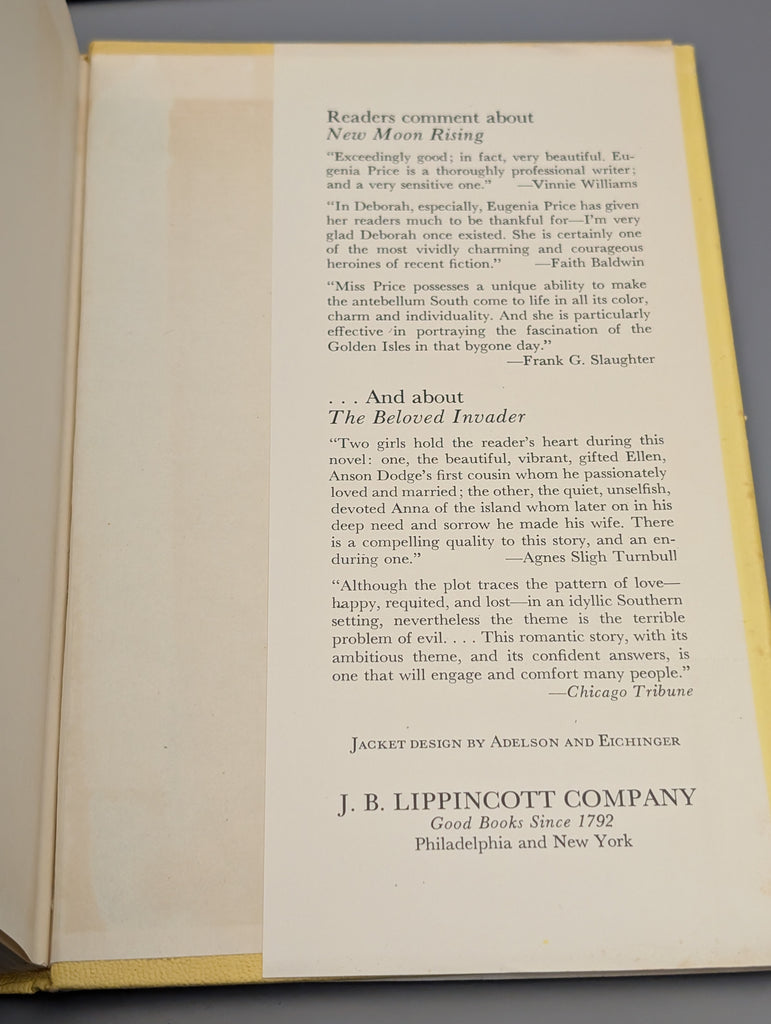 Readers comment about
New Moon Rising
“Exceedingly good; in fact, very beautiful. Eu-
genia Price is a thoroughly professional writer;
and a very sensitive one.” —Vinnie Williams
“In Deborah, especially, Eugenia Price has given
her readers much to be thankful for—I’m very
glad Deborah once existed. She is certainly one
of the most vividly charming and courageous
heroines of recent fiction.” —Faith Baldwin
“Miss Price possesses a unique ability to make
the antebellum South come to life in all its color,
charm and individuality. And she is particularly
effective in portraying the fascination of the
Golden Isles in that bygone day.”
—Frank G. Slaughter
. . . And about
The Beloved Invader
“Two girls hold the reader’s heart during this
novel: one, the beautiful, vibrant, gifted Ellen,
Anson Dodge’s first cousin whom he passionately
loved and married; the other, the quiet, unselfish,
devoted Anna of the island whom later on in his
deep need and sorrow he made his wife. There
is a compelling quality to this story, and an en-
during one.” —Agnes Sligh Turnbull
“Although the plot traces the pattern of love—
happy, requited, and lost—in an idyllic Southern
setting, nevertheless the theme is the terrible
problem of evil. . . . This romantic story, with its
ambitious theme, and its confident answers, is
one that will engage and comfort many people.”
—Chicago Tribune
JACKET DESIGN BY ADELSON AND EICHINGER
J. B. LIPPINCOTT COMPANY
Good Books Since 1792
Philadelphia and New York